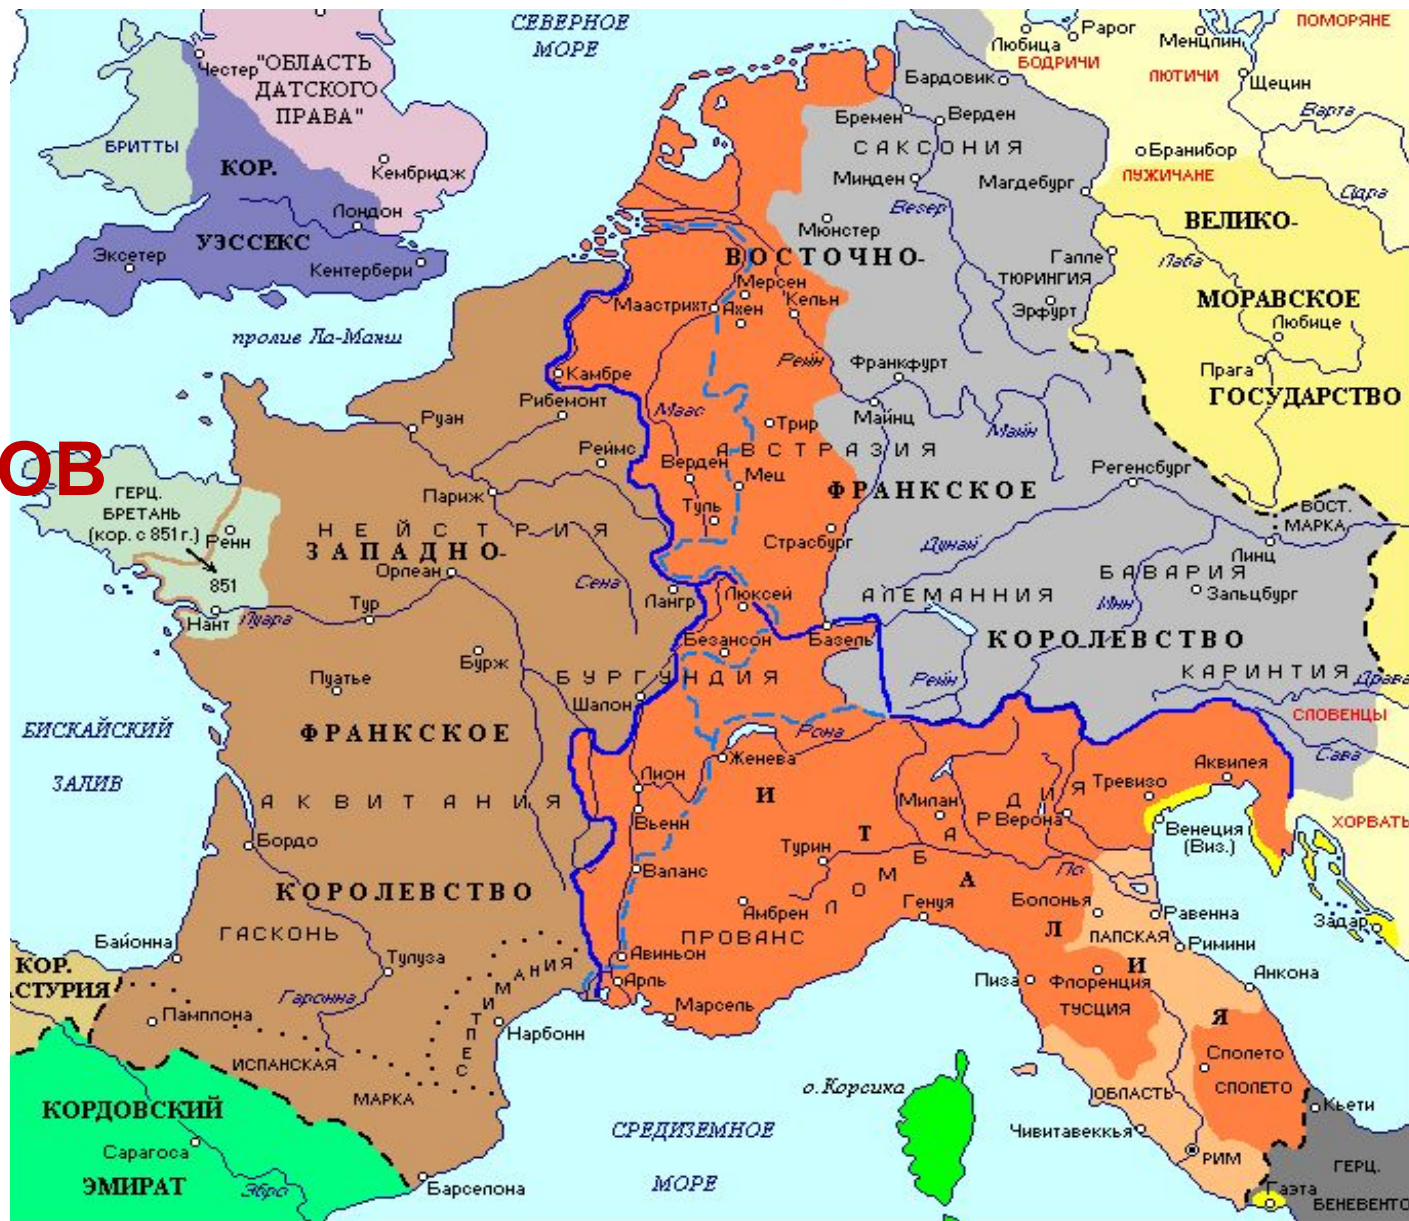 СЕВЕРНОЕ
МОРЕ
ПОМОРЯНЕ
Рарог
Любица
БОДРИЧИ
Менцлин
ЛЮТИЧИ
Щецин
Варта
Одра
Честер
"ОБЛАСТЬ
ДАТСКОГО
ПРАВА"
БРИТТЫ
КОР.
УЭССЕКС
Кембридж
Лондон
Эксетер
Кентербери
пролив Ла-Манш
Бардовик
Бремен
Верден
САКСОНИЯ
Минден
Магдебург
Везер
Мюнстер
Бранибор
ЛУЖИЧАНЕ
ВЕЛИКО-
МОРАВСКОЕ
ГОСУДАРСТВО
Лаба
Любице
Прага
ВОСТОЧНО-
Галле
ТЮРИНГИЯ
Эрфурт
Мерсен
Маастрихт
Ахен
Кельн
Рейн
Франкфурт
Майнц
Майн
Камбре
Рибемонт
Руан
Реймс
Маас
Трир
АВСТРАЗИЯ
Верден
Мец
Туль
ФРАНКСКОЕ
Регенсбург
ОВ
ГЕРЦ.
БРЕТАНЬ
(кор. с 851 г.)
Ренн
851
Нант
Париж
НЕЙСТРИЯ
ЗАПАДНО-
Орлеан
Сена
Тур
Луара
Лангр
Страсбург
Дунай
ВОСТ.
МАРКА
Линц
БАВАРИЯ
Зальцбург
Инн
АЛЕМАННИЯ
Люксей
Безансон
Базель
КОРОЛЕВСТВО
Рейн
КАРИНТИЯ
Драва
СЛОВЕНЦЫ
Сава
Бурж
Пуатье
БУРГУНДИЯ
Шалон
БИСКАЙСКИЙ
ЗАЛИВ
ФРАНКСКОЕ
АКВИТАНИЯ
Рона
Женева
Лион
Вьенн
Валанс
ИТАЛИЯ
Милан
Р
Верона
Тревизо
Аквилея
Венеция
(Виз.)
ХОРВАТЫ
Турин
ЛОМБАРДИЯ
По
Бордо
КОРОЛЕВСТВО
ГАСКОНЬ
Байонна
Тулуза
Гаронна
СЕПТИМАНИЯ
Нарбонн
Амбрен
ПРОВАНС
Генуя
Болонья
Равенна
ПАПСКАЯ
Римини
Анкона
Задар
Авиньон
Арль
Марсель
Пиза
Флоренция
ТУСЦИЯ
Сполето
СПОЛЕТО
КОР.
СТУРИЯ
Памплона
ИСПАНСКАЯ
МАРКА
КОРДОВСКИЙ
Сарагоса
ЭМИРАТ
Эбро
Барселона
СРЕДИЗЕМНОЕ
МОРЕ
о. Корсика
ОБЛАСТЬ
Чивитавеккья
РИМ
Кьети
ГЕРЦ.
БЕНЕВЕНТО
Гаэта